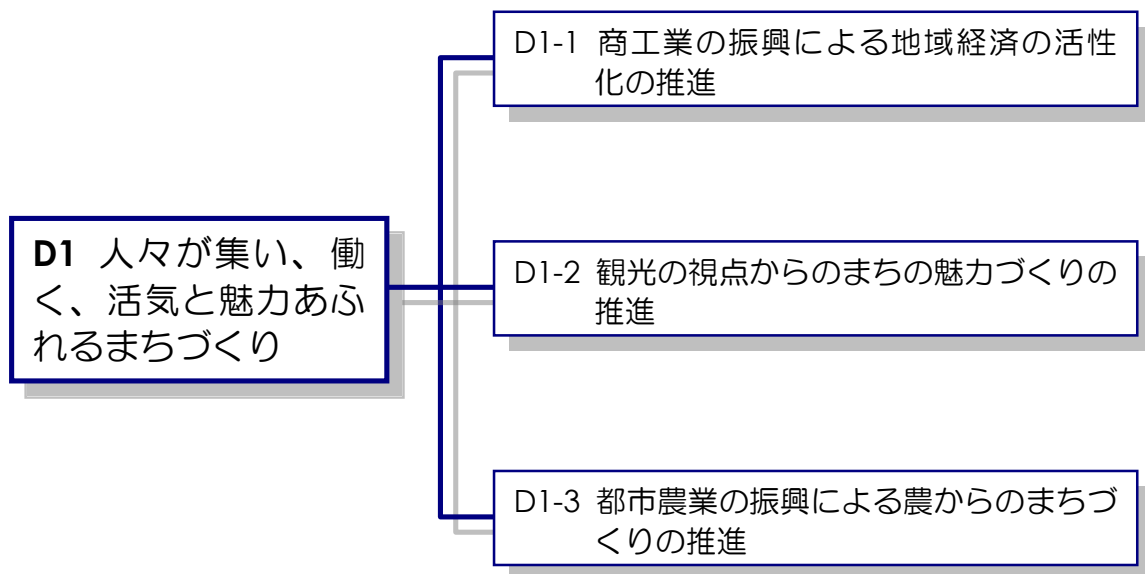 D1-1 商工業の振興による地域経済の活性
化の推進
D1 人々が集い、働
く、活気と魅力あふ
れるまちづくり
D1-2 観光の視点からのまちの魅力づくりの
推進
D1-3 都市農業の振興による農からのまちづ
くりの推進